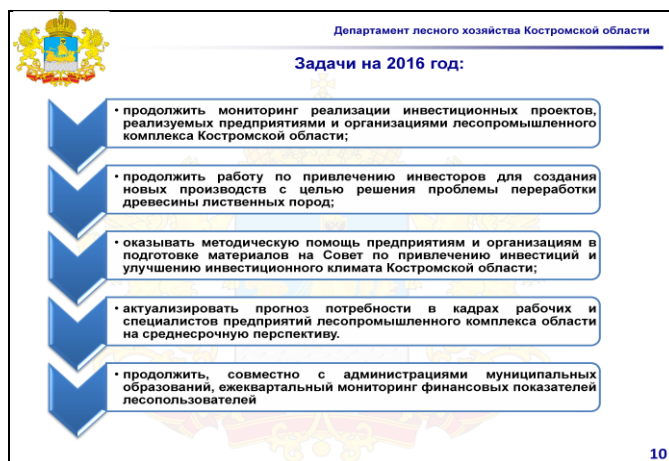 Департамент лесного хозяйства Костромской области
Задачи на 2016 год:
• продолжить мониторинг реализации инвестиционных проектов,
реализуемых предприятиями и организациями лесопромышленного
комплекса Костромской области;
• продолжить работу по привлечению инвесторов для создания
новых производств с целью решения проблемы переработки
древесины лиственных пород;
• оказывать методическую помощь предприятиям и организациям в
подготовке материалов на Совет по привлечению инвестиций и
улучшению инвестиционного климата Костромской области;
• актуализировать прогноз потребности в кадрах рабочих и
специалистов предприятий лесопромышленного комплекса области
на среднесрочную перспективу.
• продолжить, совместно с администрациями муниципальных
образований, ежеквартальный мониторинг финансовых показателей
лесопользователей
10